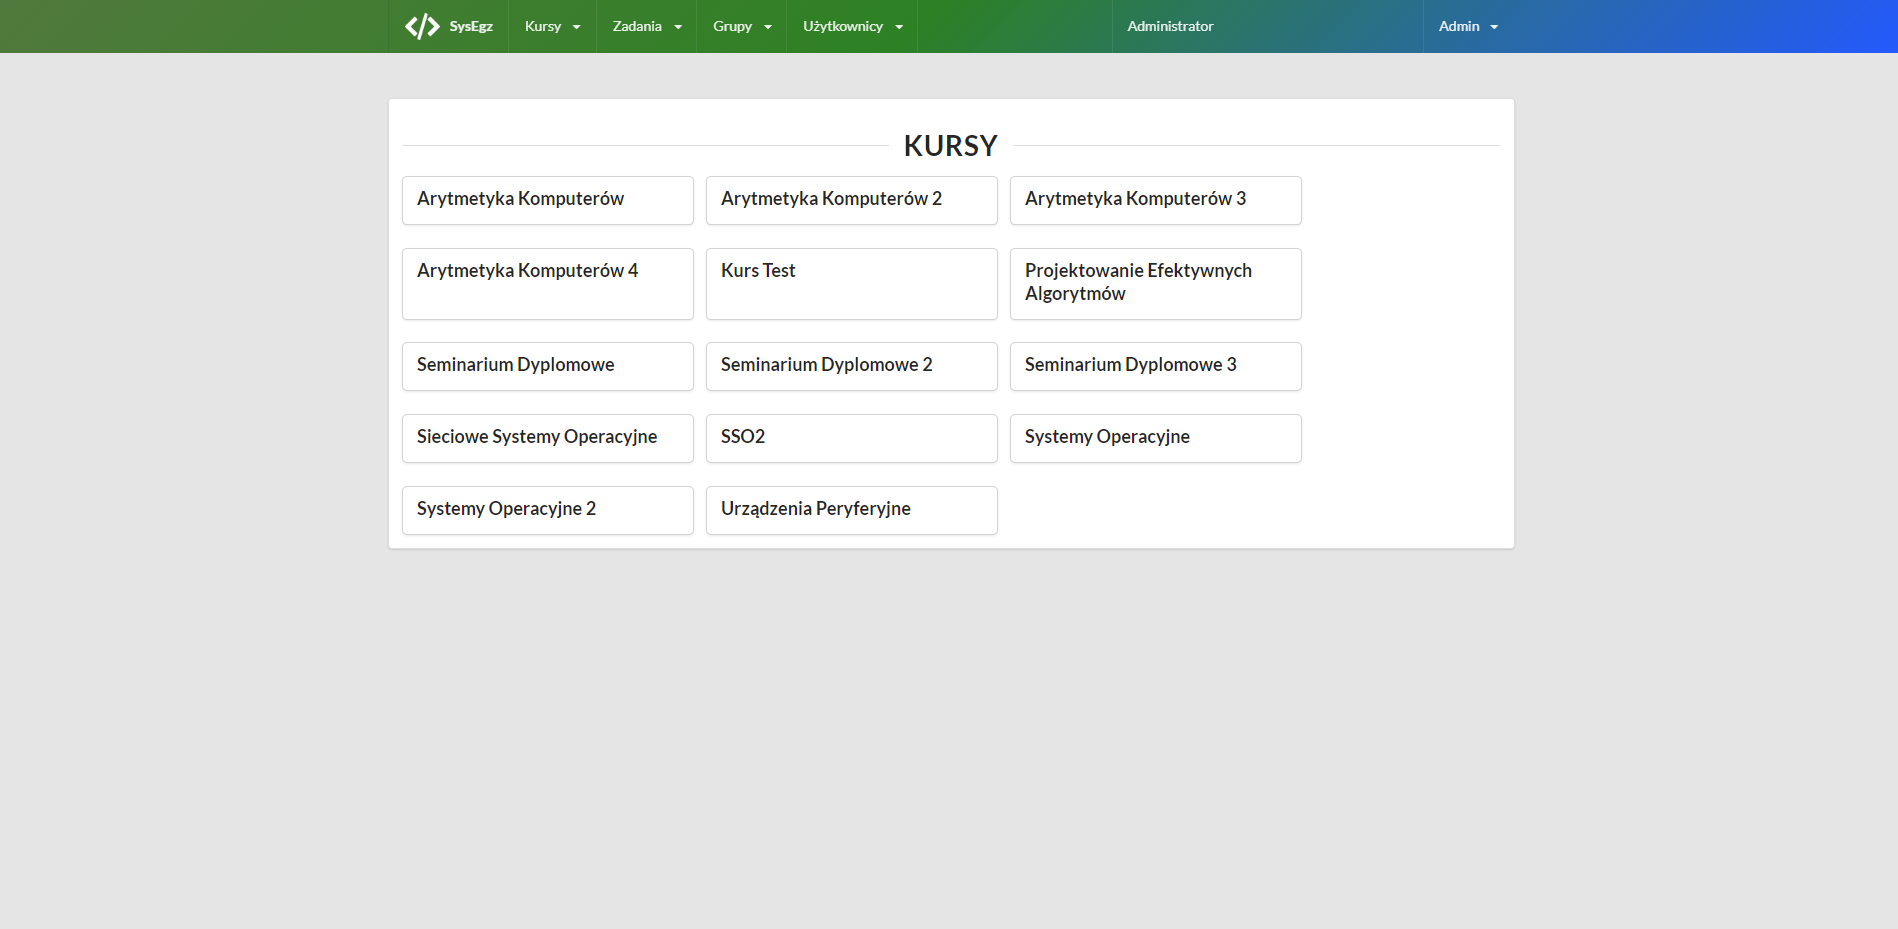 SysEgz Kursy Zadania Grupy Użytkownicy Administrator Admin
KURSY
Arytmetyka Komputerów
Arytmetyka Komputerów 2
Arytmetyka Komputerów 3
Arytmetyka Komputerów 4
Kurs Test
Projektowanie Efektywnych
Algorytmów
Seminarium Dyplomowe
Seminarium Dyplomowe 2
Seminarium Dyplomowe 3
Sieciowe Systemy Operacyjne
SSO2
Systemy Operacyjne
Systemy Operacyjne 2
Urządzenia Peryferyjne